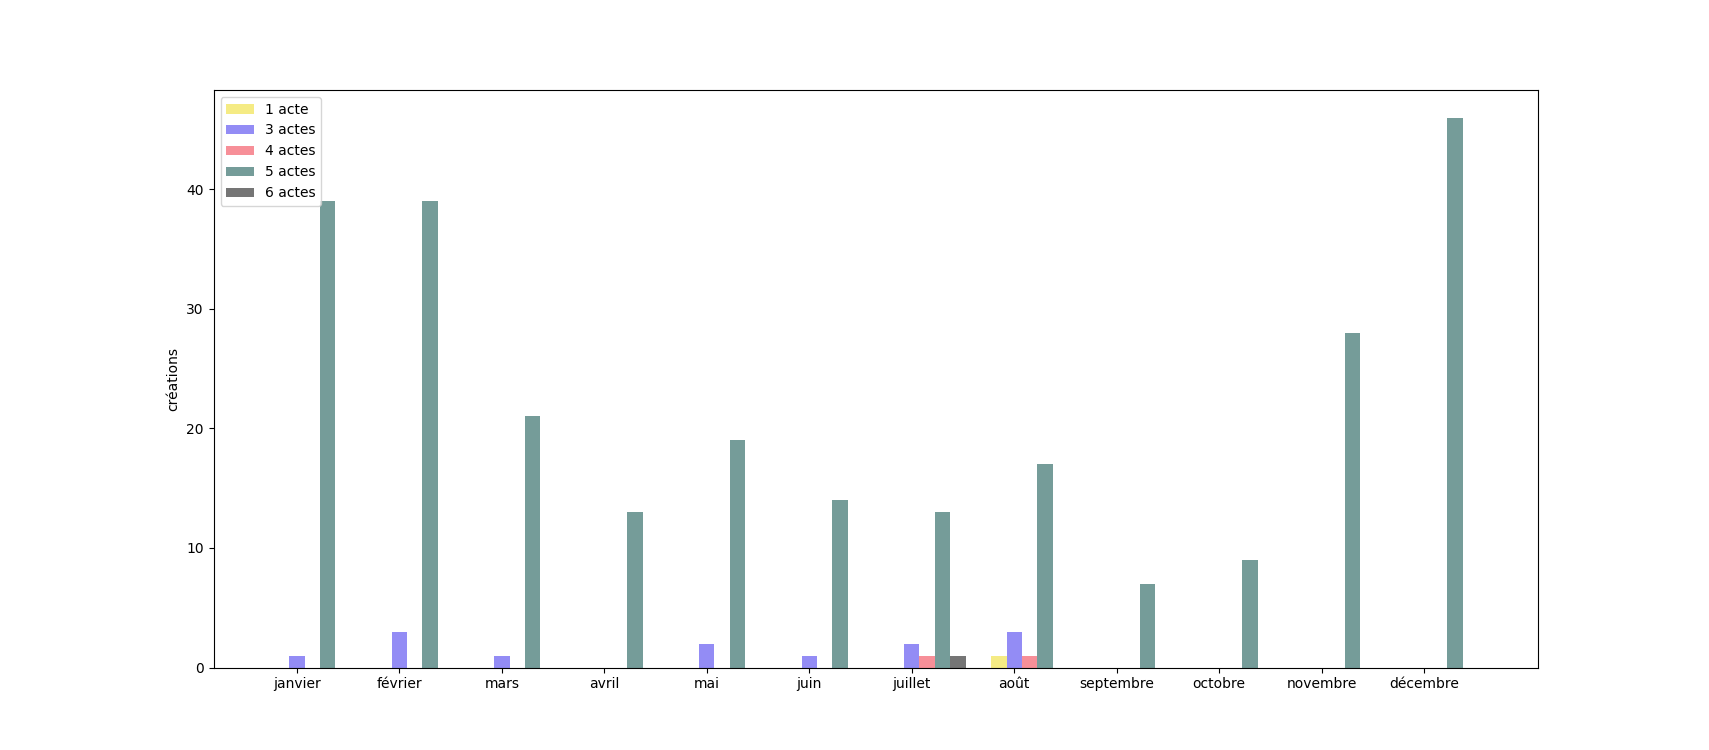 1 acte
3 actes
4 actes
5 actes
6 actes
créations
40
30
20
10
0
janvier février mars avril mai juin juillet août septembre octobre novembre décembre